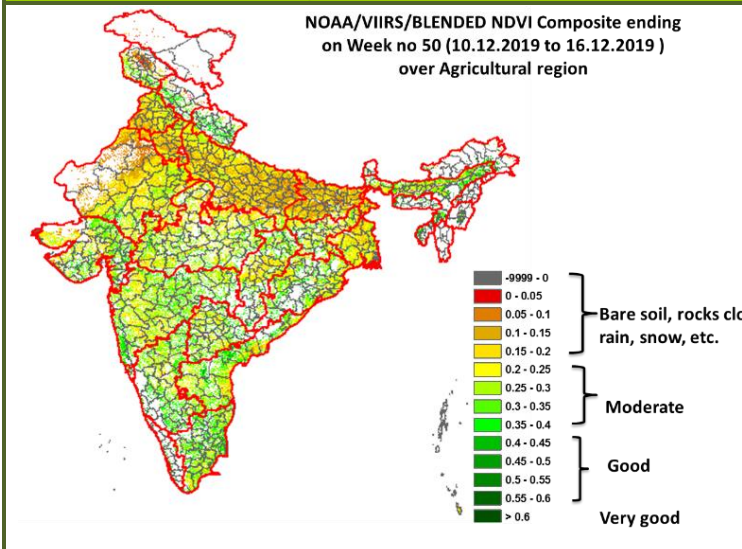 NOAA/VIIRS/BLENDED NDVI Composite ending
on Week no 50 (10.12.2019 to 16.12.2019 )
over Agricultural region
-9999 - 0
0 - 0.05
0.05 - 0.1
0.1 - 0.15
0.15 - 0.2
0.2 - 0.25
0.25 - 0.3
0.3 - 0.35
0.35 - 0.4
0.4 - 0.45
0.45 - 0.5
0.5 - 0.55
0.55 - 0.6
> 0.6
Bare soil, rocks clo
rain, snow, etc.
Moderate
Good
Very good